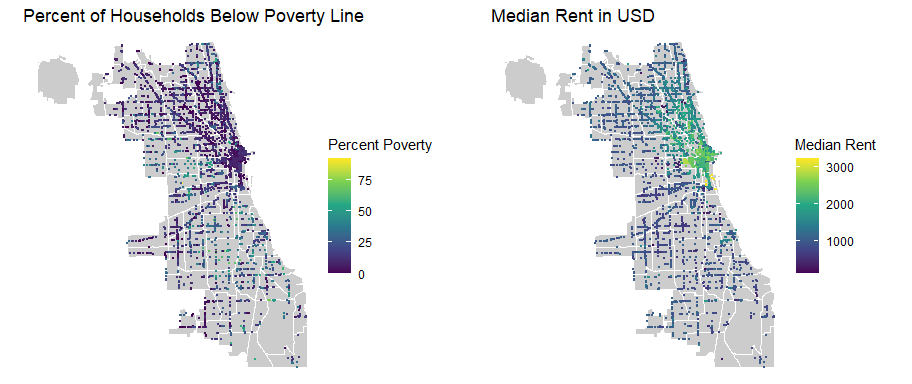 Percent of Households Below Poverty Line
Median Rent in USD
Percent Poverty
75
50
25
0
Median Rent
3000
2000
1000